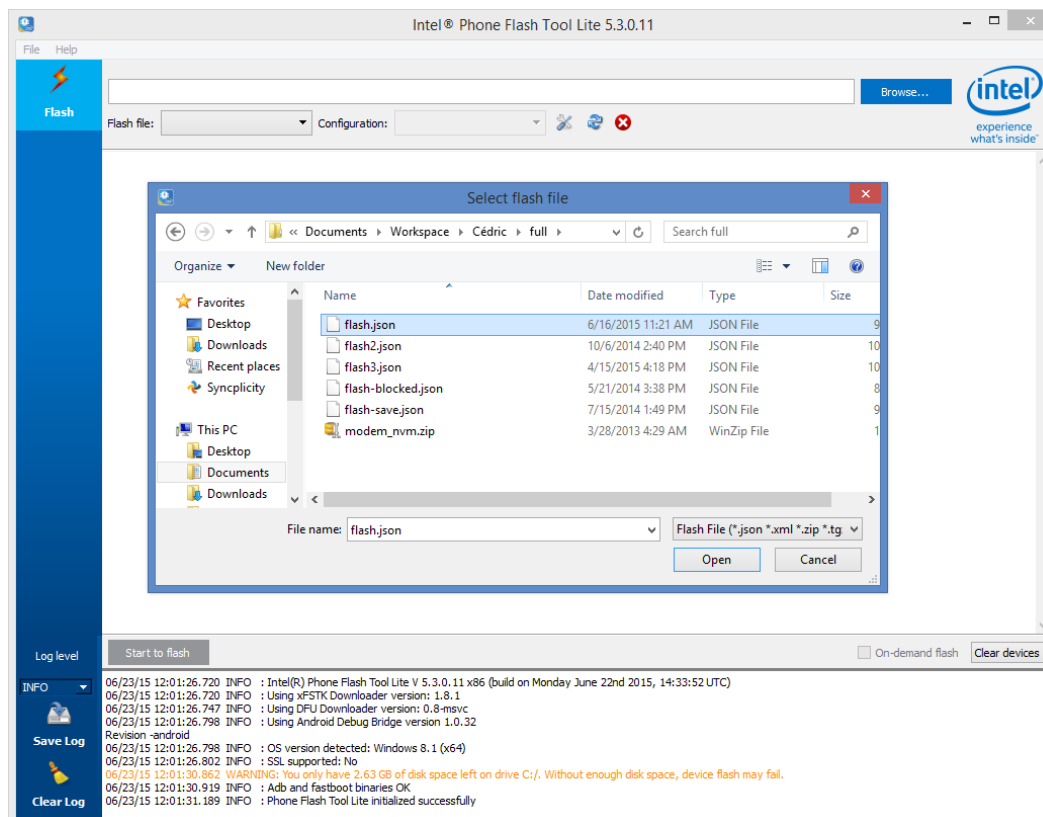 Intel® Phone Flash Tool Lite 5.3.0.11
File Help
Flash
Browse...
intel
experience
what's inside™
Flash file: Configuration:
Select flash file
« Documents Workspace Cédric full Search full
Organize New folder
Name Date modified Type Size
Favorites
Desktop
Downloads
Recent places
Syncplicity
This PC
Desktop
Documents
Downloads
flash.json 6/16/2015 11:21 AM JSON File 9
flash2.json 10/6/2014 2:40 PM JSON File 10
flash3.json 4/15/2015 4:18 PM JSON File 10
flash-blocked.json 5/21/2014 3:38 PM JSON File 8
flash-save.json 7/15/2014 1:49 PM JSON File 9
modem_nvm.zip 3/28/2013 4:29 AM WinZip File 1
File name: flash.json Flash File (*.json *.xml *.zip *.tg
Open Cancel
Log level
Start to flash On-demand flash Clear devices
INFO
Save Log
Clear Log
06/23/15 12:01:26.720 INFO : Intel(R) Phone Flash Tool Lite V 5.3.0.11 x86 (build on Monday June 22nd 2015, 14:33:52 UTC)
06/23/15 12:01:26.720 INFO : Using xFSTK Downloader version: 1.8.1
06/23/15 12:01:26.747 INFO : Using DFU Downloader version: 0.8-msvc
06/23/15 12:01:26.798 INFO : Using Android Debug Bridge version 1.0.32
Revision -android
06/23/15 12:01:26.798 INFO : OS version detected: Windows 8.1 (x64)
06/23/15 12:01:26.802 INFO : SSL supported: No
06/23/15 12:01:30.862 WARNING: You only have 2.63 GB of disk space left on drive C:/. Without enough disk space, device flash may fail.
06/23/15 12:01:30.919 INFO : Adb and fastboot binaries OK
06/23/15 12:01:31.189 INFO : Phone Flash Tool Lite initialized successfully